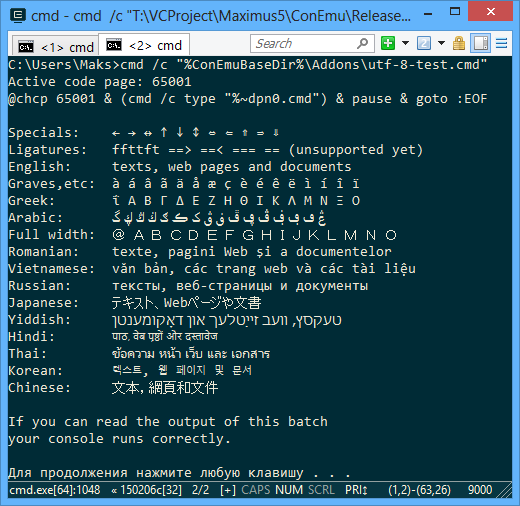 cmd - cmd /c "T:\VCProject\Maximus5\ConEmu\Release...
<1> cmd <2> cmd Search
C:\Users\Maks>cmd /c "%ConEmuBaseDir%\Addons\utf-8-test.cmd"
Active code page: 65001
@chcp 65001 & (cmd /c type "%~dpn0.cmd") & pause & goto :EOF
Specials: ← → ↔ ↑ ↓ ↕ ⇔ ⇐ ⇑ ⇒ ⇓
Ligatures: ffttft ==> ==< === == (unsupported yet)
English: texts, web pages and documents
Graves,etc: à á â ã ä å æ ç è é ê ë ì í î ï
Greek: ΐ Α Β Γ Δ Ε Ζ Η Θ Ι Κ Λ Μ Ν Ξ Ο
Arabic:
Full width: ＠ Ａ Ｂ Ｃ Ｄ Ｅ Ｆ Ｇ Ｈ Ｉ Ｊ Ｋ Ｌ Ｍ Ｎ Ｏ
Romanian: texte, pagini Web și a documentelor
Vietnamese: văn bản, các trang web và các tài liệu
Russian: тексты, веб-страницы и документы
Japanese: テキスト、Webページや文書
Yiddish: טעקסץ, וועב זייַטלעך און דאָקומענטן
Hindi: पाठ, वेब पृष्ठों और दस्तावेज
Thai: ข้อความ หน้า เว็บ และ เอกสาร
Korean: 텍스트, 웹 페이지 및 문서
Chinese: 文本，網頁和文件
If you can read the output of this batch
your console runs correctly.
Для продолжения нажмите любую клавишу . . .
cmd.exe[64]:1048 « 150206c[32] 2/2 [+] CAPS NUM SCRL PRI↕ (1,2)-(63,26) 9000